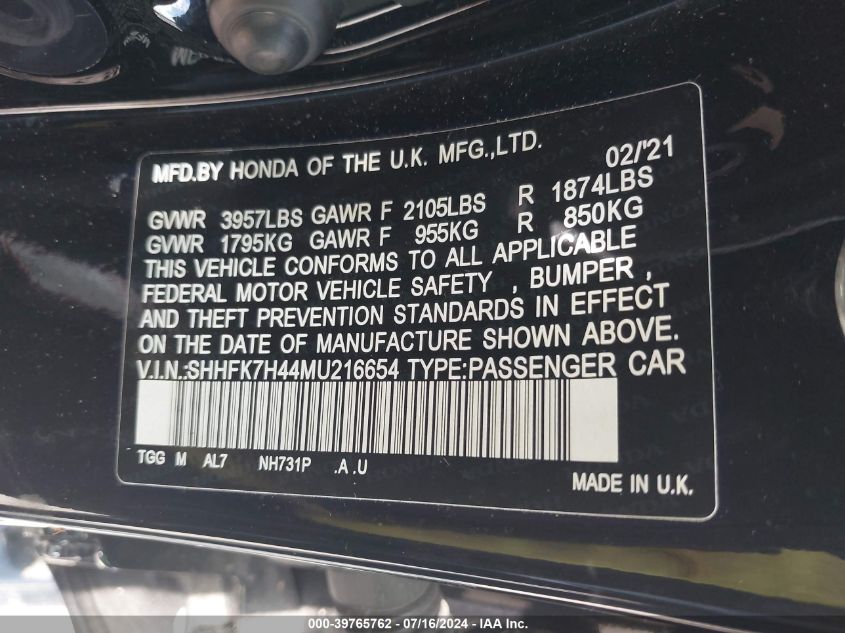 MFD.BY HONDA OF THE U.K. MFG.,LTD. 02/'21
GVWR 3957LBS GAWR F 2105LBS R 1874LBS
GVWR 1795KG GAWR F 955KG R 850KG
THIS VEHICLE CONFORMS TO ALL APPLICABLE
FEDERAL MOTOR VEHICLE SAFETY , BUMPER ,
AND THEFT PREVENTION STANDARDS IN EFFECT
ON THE DATE OF MANUFACTURE SHOWN ABOVE.
V.I.N.:SHHFK7H44MU216654 TYPE:PASSENGER CAR
TGG M AL7 NH731P .A .U
MADE IN U.K.
000-39765762 - 07/16/2024 - IAA Inc.